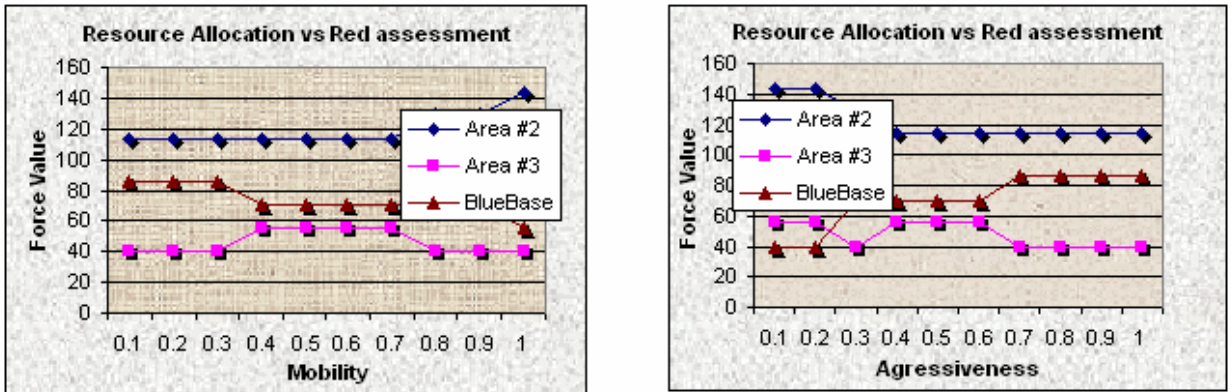 Resource Allocation vs Red assessment
Force Value
160
140
120
100
80
60
40
20
0
Area #2
Area #3
BlueBase
0.1 0.2 0.3 0.4 0.5 0.6 0.7 0.8 0.9 1
Mobility
Resource Allocation vs Red assessment
Force Value
160
140
120
100
80
60
40
20
0
Area #2
Area #3
BlueBase
0.1 0.2 0.3 0.4 0.5 0.6 0.7 0.8 0.9 1
Agressiveness